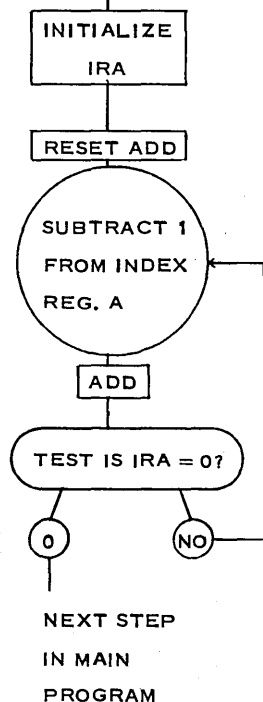 INITIALIZE
IRA
RESET ADD
SUBTRACT 1
FROM INDEX
REG. A
ADD
TEST IS IRA = 0?
0
NO
NEXT STEP
IN MAIN
PROGRAM